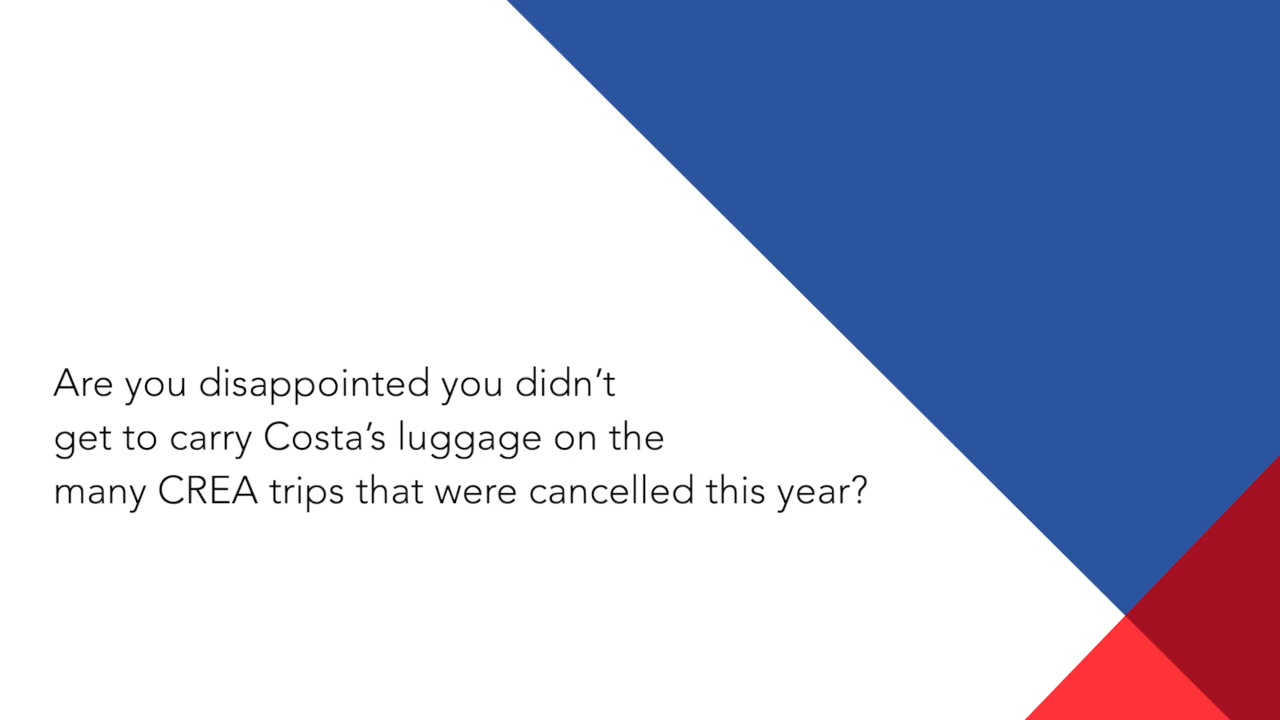 Are you disappointed you didn’t
get to carry Costa’s luggage on the
many CREA trips that were cancelled this year?